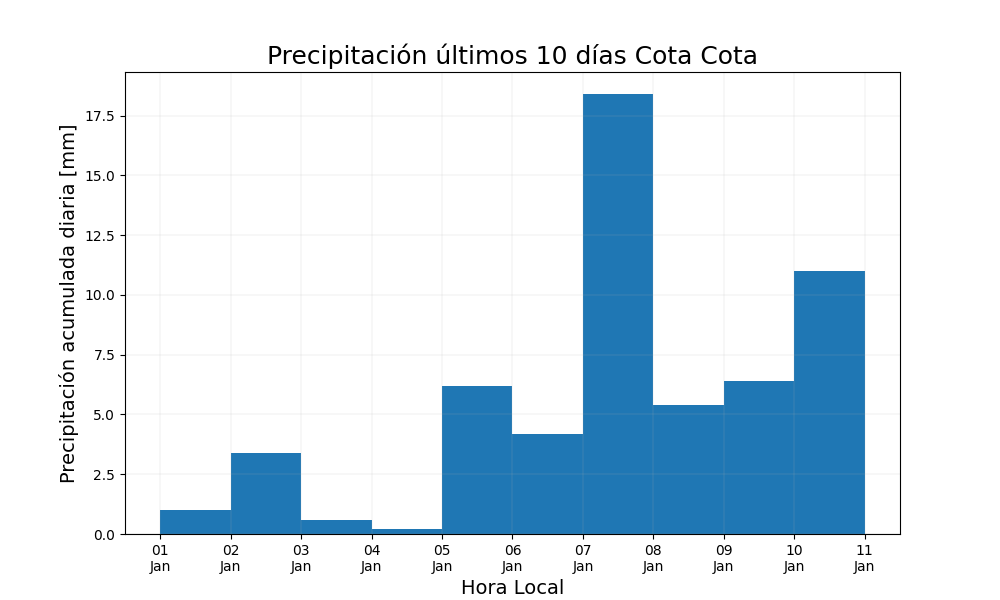 Precipitación últimos 10 días Cota Cota
Precipitación acumulada diaria [mm]
17.5
15.0
12.5
10.0
7.5
5.0
2.5
0.0
01 02 03 04 05 06 07 08 09 10 11
Jan Jan Jan Jan Jan Jan Jan Jan Jan Jan Jan
Hora Local